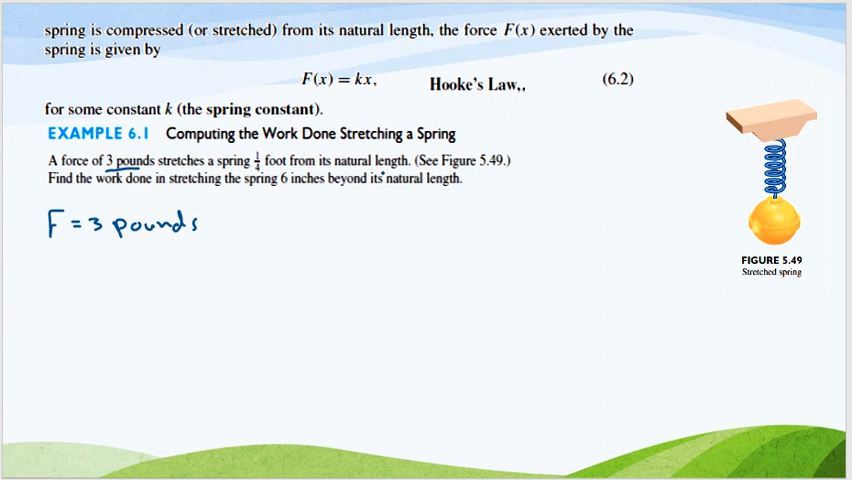 spring is compressed (or stretched) from its natural length, the force F(x) exerted by the
spring is given by
F(x) = kx, Hooke's Law,, (6.2)
for some constant k (the spring constant).
EXAMPLE 6.1 Computing the Work Done Stretching a Spring
A force of 3 pounds stretches a spring 1/4 foot from its natural length. (See Figure 5.49.)
Find the work done in stretching the spring 6 inches beyond its natural length.
F = 3 pounds
FIGURE 5.49
Stretched spring